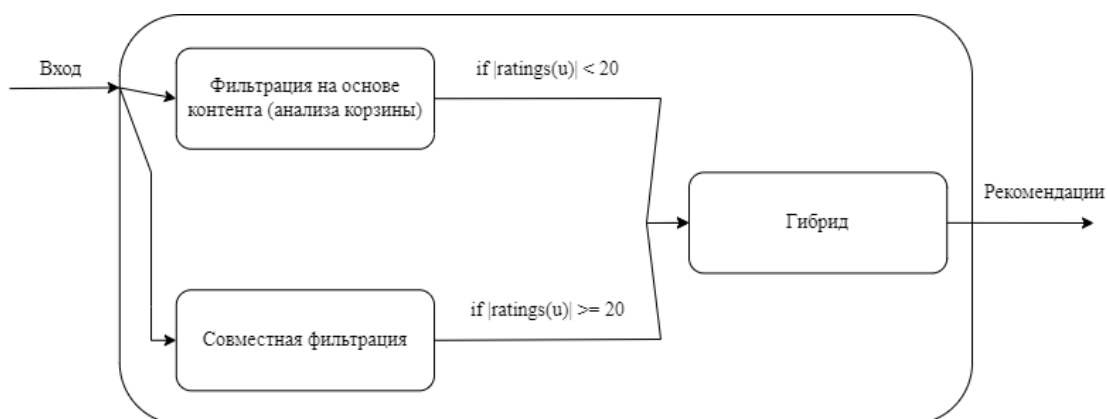 Вход
Фильтрация на основе
контента (анализа корзины)
if |ratings(u)| < 20
Гибрид
Рекомендации
if |ratings(u)| >= 20
Совместная фильтрация